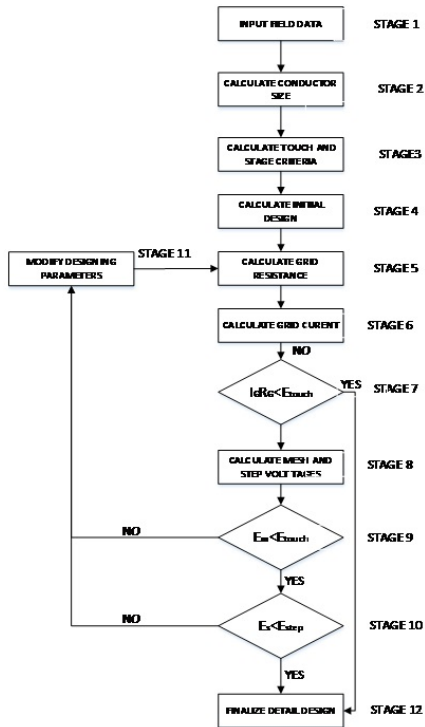 INPUT FIELD DATA
STAGE 1
CALCULATE CONDUCTOR
SIZE
STAGE 2
CALCULATE TOUCH AND
STAGE CRITERIA
STAGE3
CALCULATE INITIAL
DESIGN
STAGE 4
MODIFY DESIGNING
PARAMETERS
STAGE 11
CALCULATE GRID
RESISTANCE
STAGE 5
CALCULATE GRID CURENT
STAGE 6
NO
IGRG<Etouch
YES
STAGE 7
CALCULATE MESH AND
STEP VOLTAGES
STAGE 8
NO
Em<Etouch
STAGE 9
YES
NO
Es<Estep
STAGE 10
YES
FINALIZE DETAIL DESIGN
STAGE 12